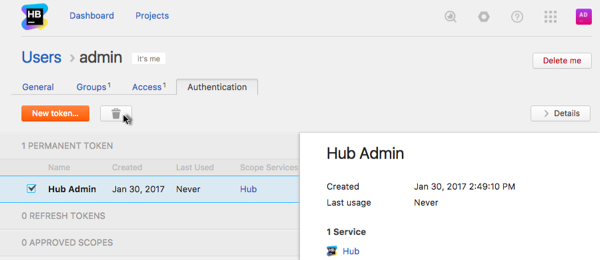 HB Dashboard Projects AD
Users > admin it's me Delete me
General Groups 1 Access 1 Authentication
New token... > Details
1 PERMANENT TOKEN
Name Created Last Used Scope Services
Hub Admin Jan 30, 2017 Never Hub
0 REFRESH TOKENS
0 APPROVED SCOPES
Hub Admin
Created Jan 30, 2017 2:49:10 PM
Last usage Never
1 Service
Hub